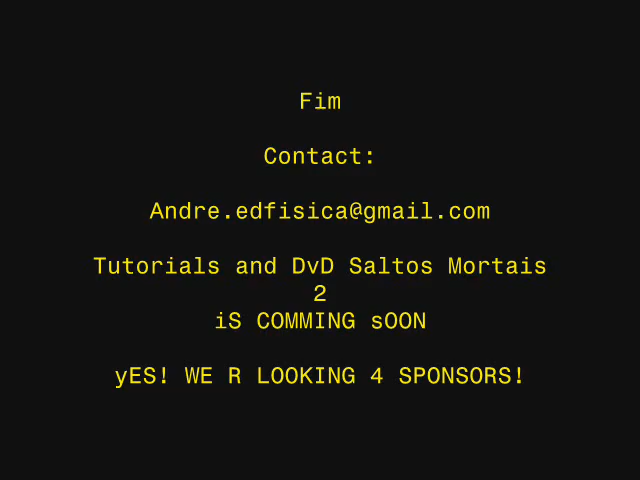 Fim
Contact:
Andre.edfisica@gmail.com
Tutorials and DvD Saltos Mortais
2
iS COMMING sOON
yES! WE R LOOKING 4 SPONSORS!